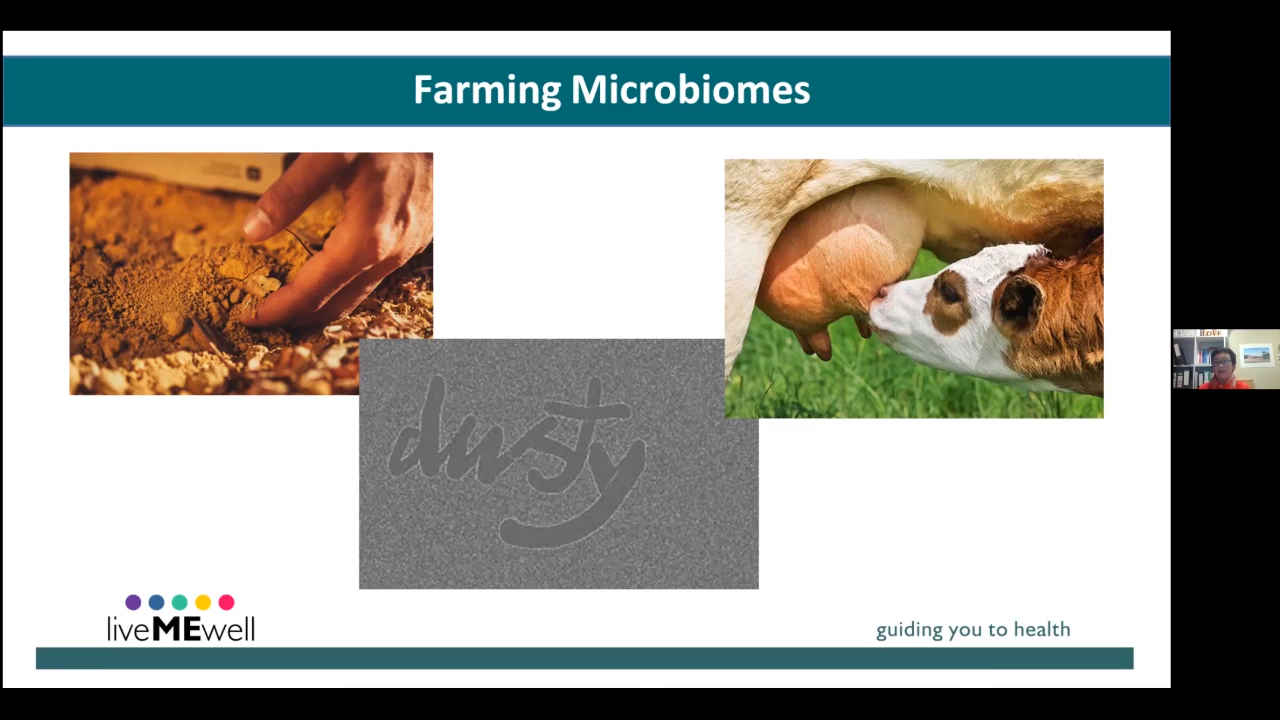 Farming Microbiomes
dusty
liveMEwell
guiding you to health